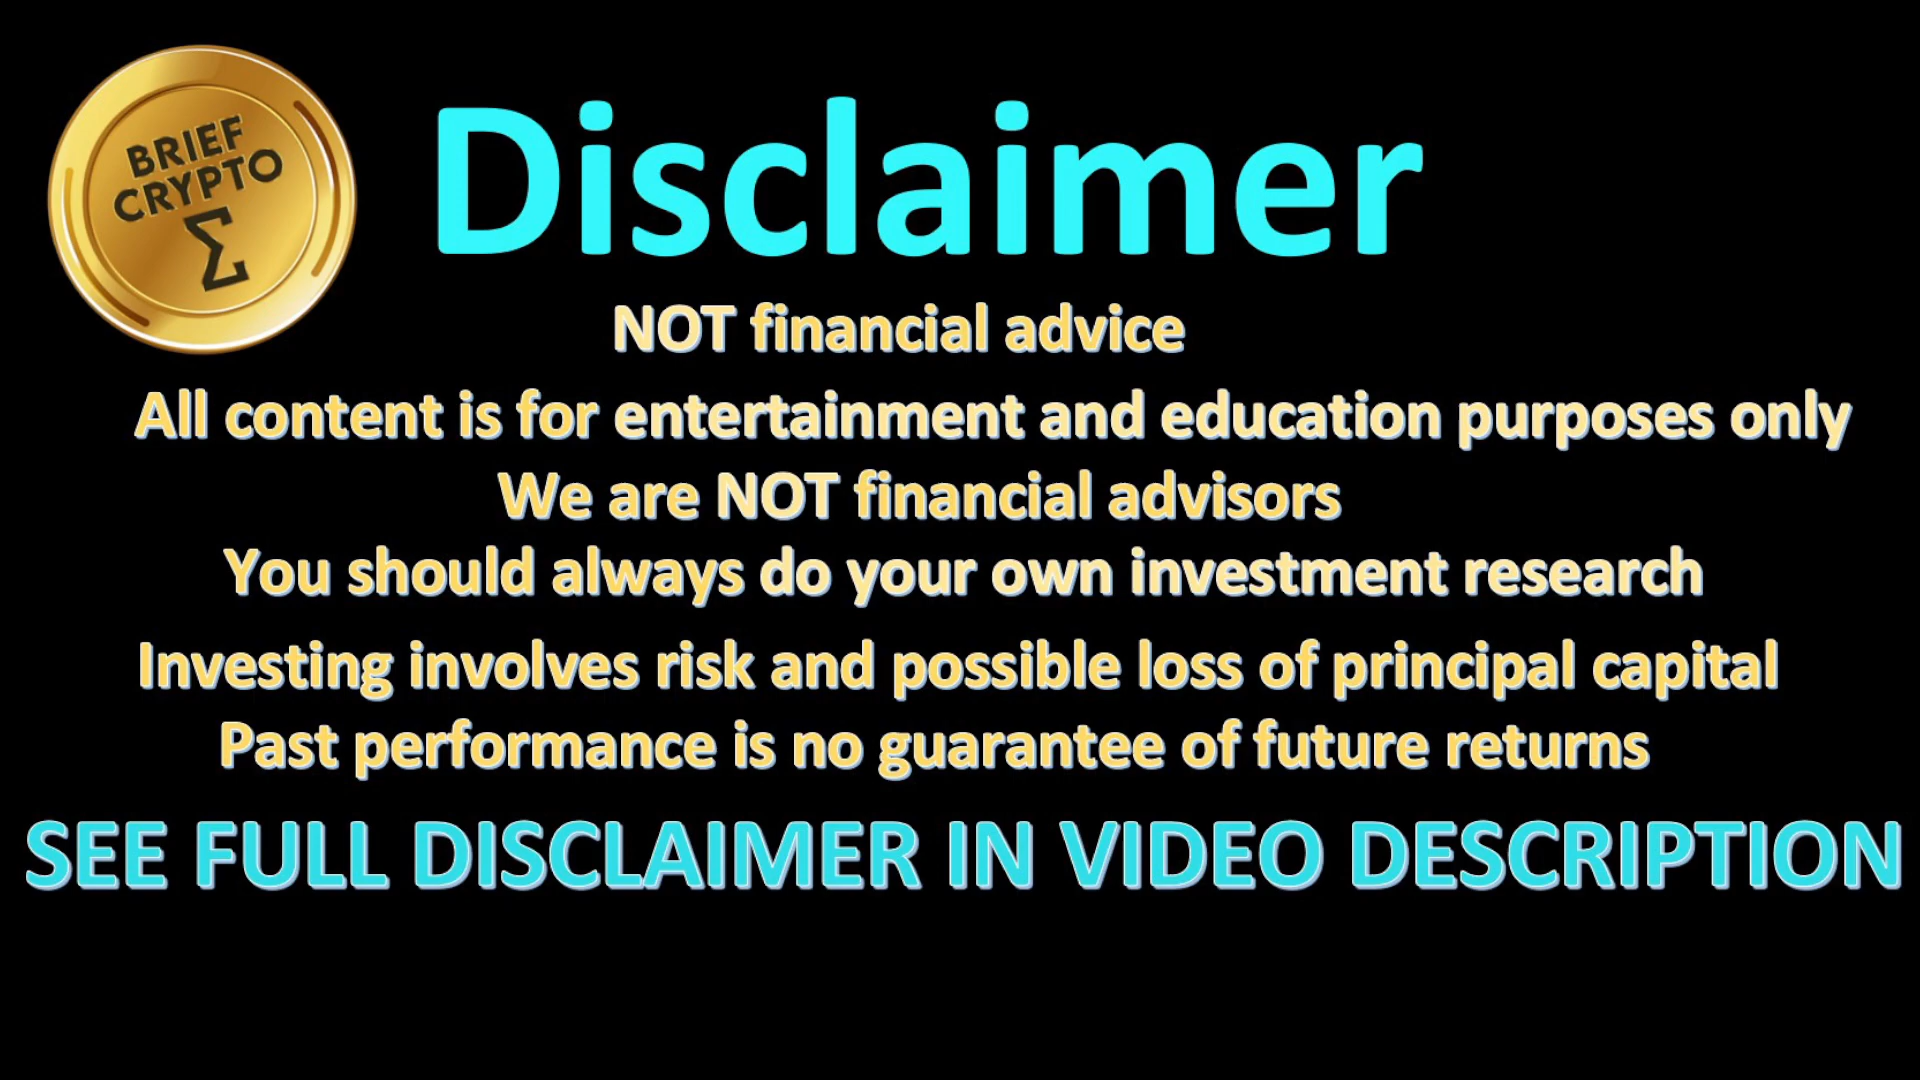 BRIEF
CRYPTO
Σ
Disclaimer
NOT financial advice
All content is for entertainment and education purposes only
We are NOT financial advisors
You should always do your own investment research
Investing involves risk and possible loss of principal capital
Past performance is no guarantee of future returns
SEE FULL DISCLAIMER IN VIDEO DESCRIPTION